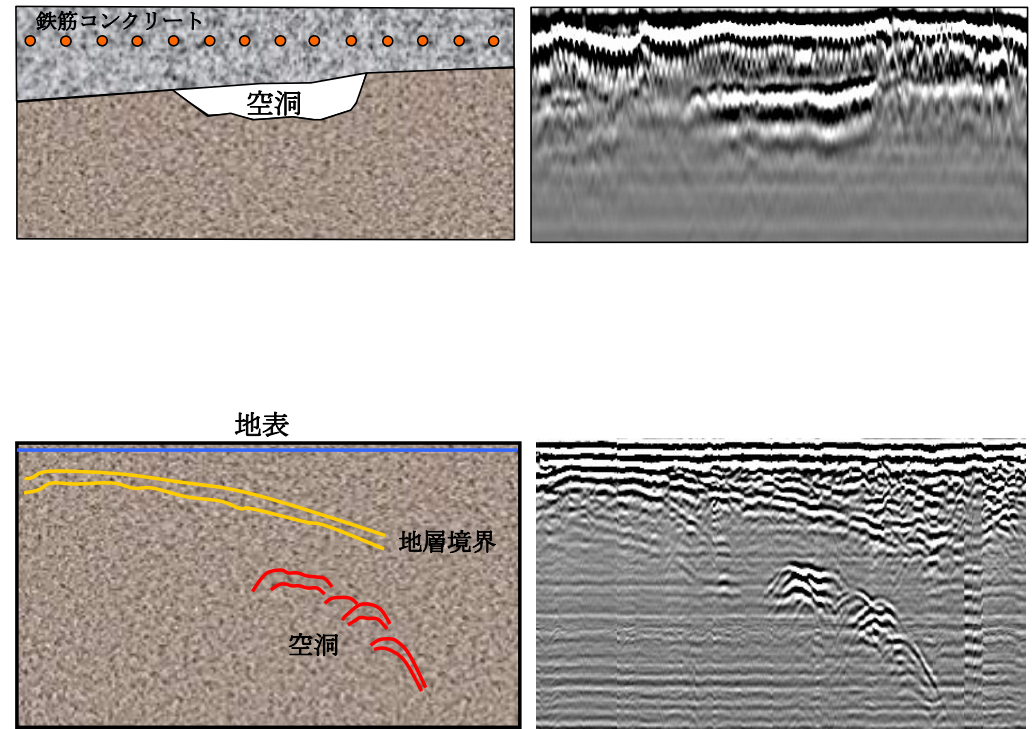 鉄筋コンクリート
空洞
地表
地層境界
空洞